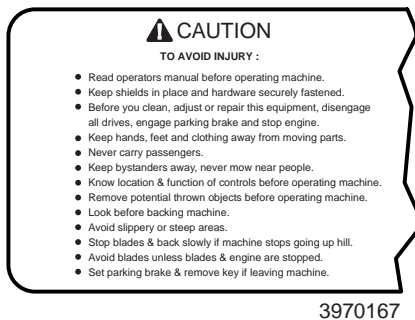 CAUTION
TO AVOID INJURY :
● Read operators manual before operating machine.
● Keep shields in place and hardware securely fastened.
● Before you clean, adjust or repair this equipment, disengage
all drives, engage parking brake and stop engine.
● Keep hands, feet and clothing away from moving parts.
● Never carry passengers.
● Keep bystanders away, never mow near people.
● Know location & function of controls before operating machine.
● Remove potential thrown objects before operating machine.
● Look before backing machine.
● Avoid slippery or steep areas.
● Stop blades & back slowly if machine stops going up hill.
● Avoid blades unless blades & engine are stopped.
● Set parking brake & remove key if leaving machine.
3970167